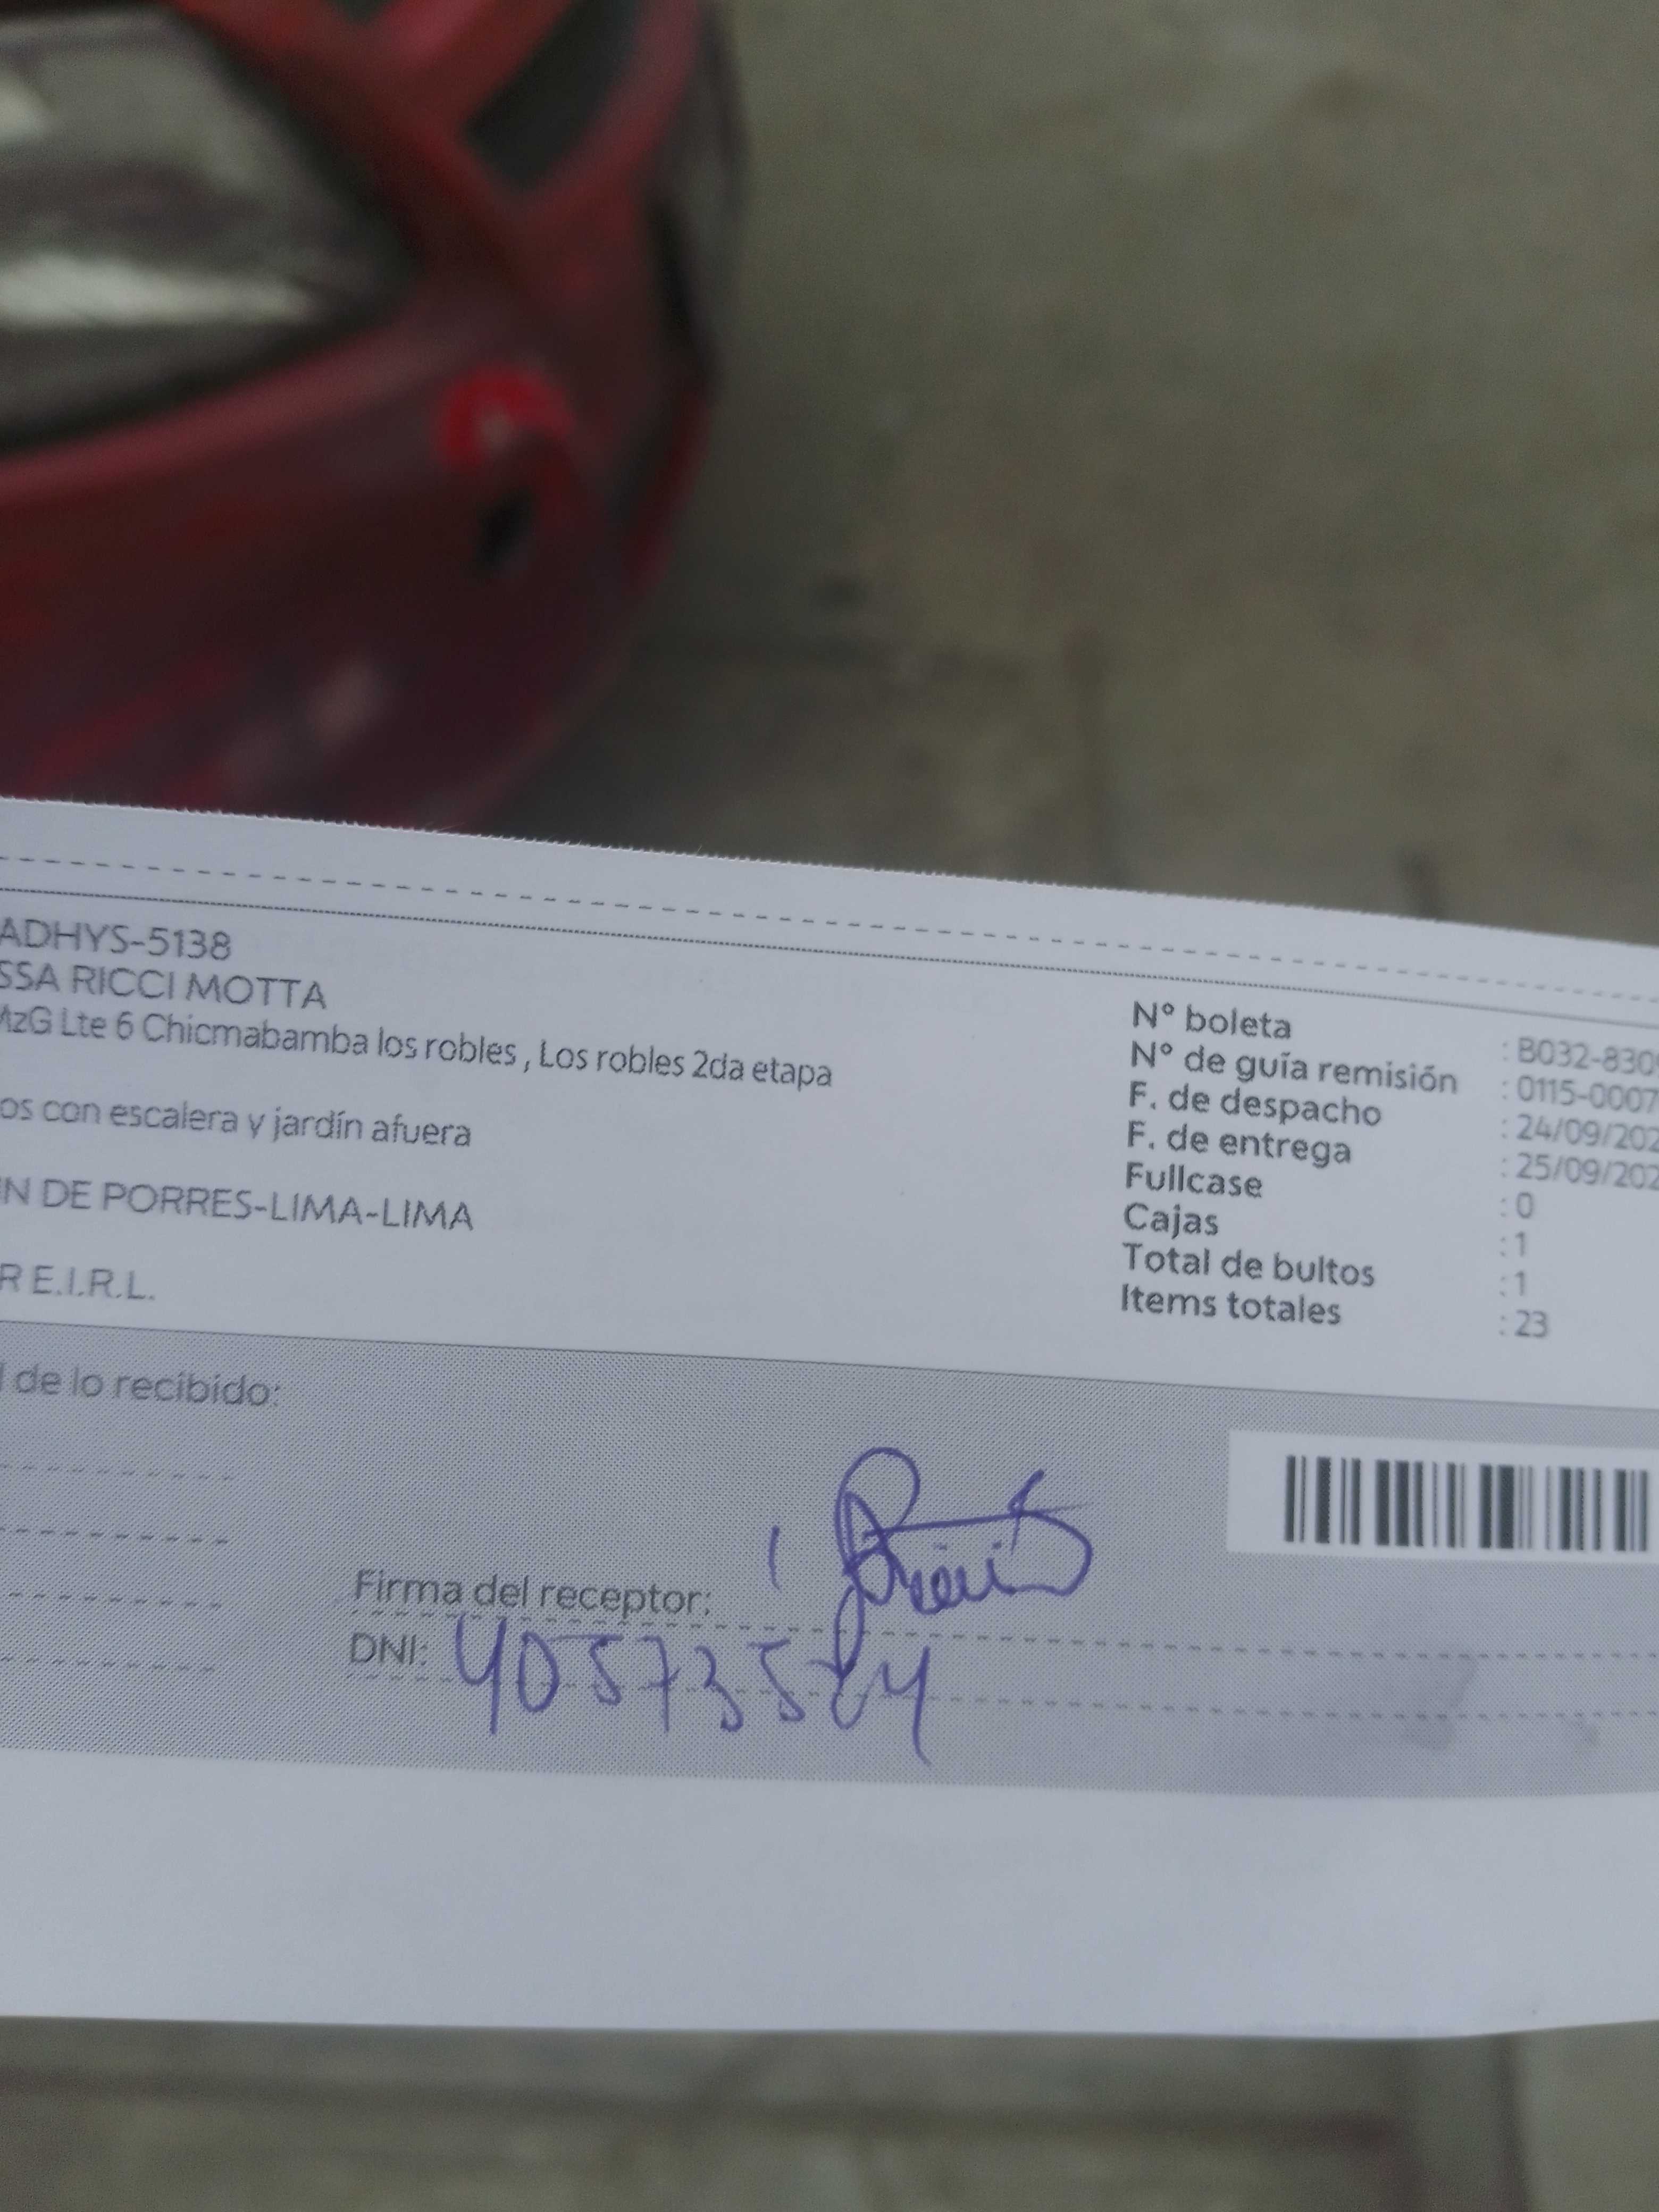 ADHYS-5138
SSA RICCI MOTTA
MzG Lte 6 Chicmabamba los robles , Los robles 2da etapa
os con escalera y jardín afuera
IN DE PORRES-LIMA-LIMA
R E.I.R.L.
N° boleta : B032-830
N° de guía remisión : 0115-0007
F. de despacho : 24/09/202
F. de entrega : 25/09/202
Fullcase : 0
Cajas : 1
Total de bultos : 1
Items totales : 23
l de lo recibido:
Firma del receptor:
DNI: 40573584